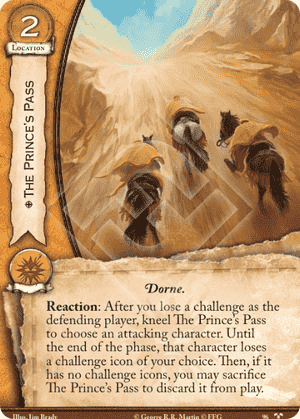 2
LOCATION
THE PRINCE'S PASS
Dorne.
Reaction: After you lose a challenge as the
defending player, kneel The Prince's Pass
to choose an attacking character. Until
the end of the phase, that character loses
a challenge icon of your choice. Then, if it
has no challenge icons, you may sacrifice
The Prince's Pass to discard it from play.
Illus. Jim Brady © George R.R. Martin © FFG 96